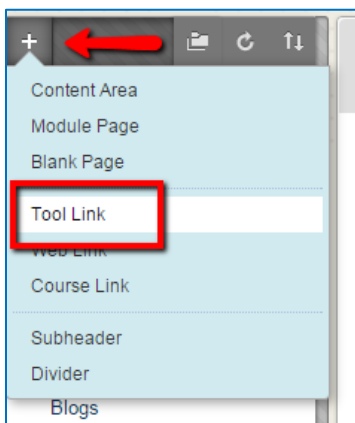 +
Content Area
Module Page
Blank Page
Tool Link
Web Link
Course Link
Subheader
Divider
Blogs